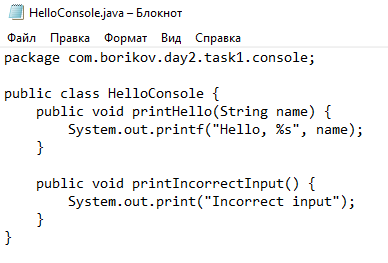 HelloConsole.java – Блокнот
Файл Правка Формат Вид Справка
package com.borikov.day2.task1.console;

public class HelloConsole {
    public void printHello(String name) {
        System.out.printf("Hello, %s", name);
    }

    public void printIncorrectInput() {
        System.out.print("Incorrect input");
    }
}